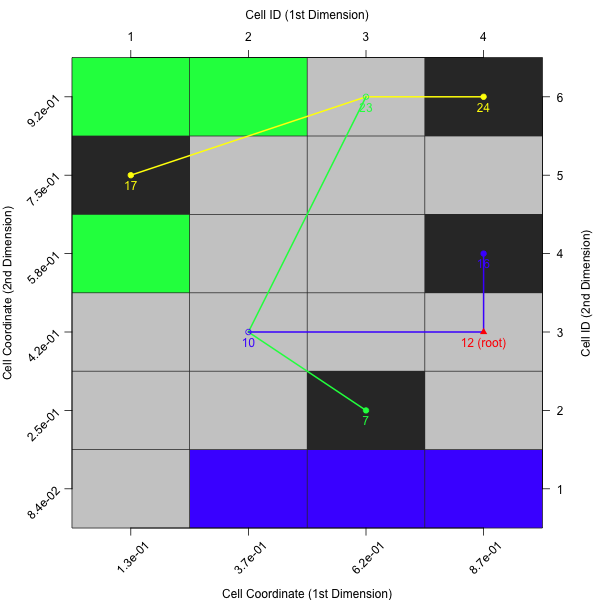 Cell ID (1st Dimension)
1 2 3 4
9.2e-01 23 24 6
7.5e-01 17 5
5.8e-01 16 4
4.2e-01 10 12 (root) 3
2.5e-01 7 2
8.4e-02 1
Cell Coordinate (2nd Dimension)
Cell ID (2nd Dimension)
1.3e-01 3.7e-01 6.2e-01 8.7e-01
Cell Coordinate (1st Dimension)